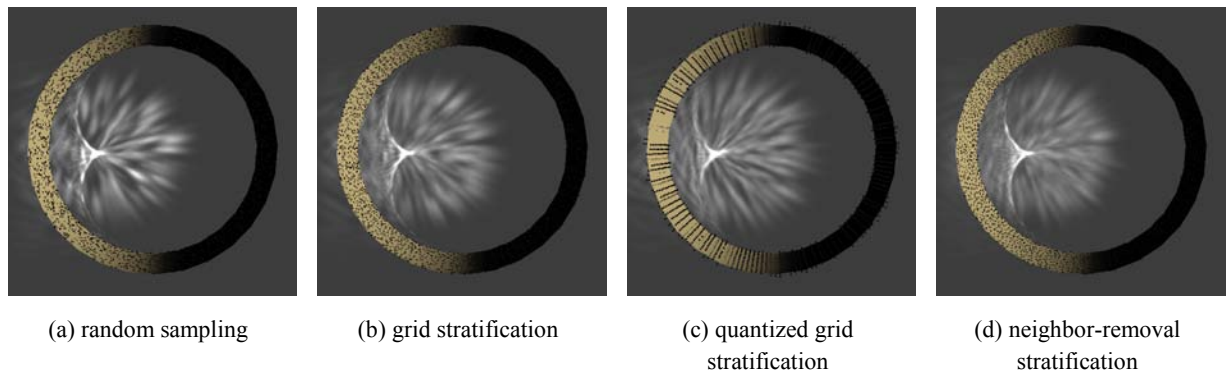 (a) random sampling
(b) grid stratification
(c) quantized grid
stratification
(d) neighbor-removal
stratification